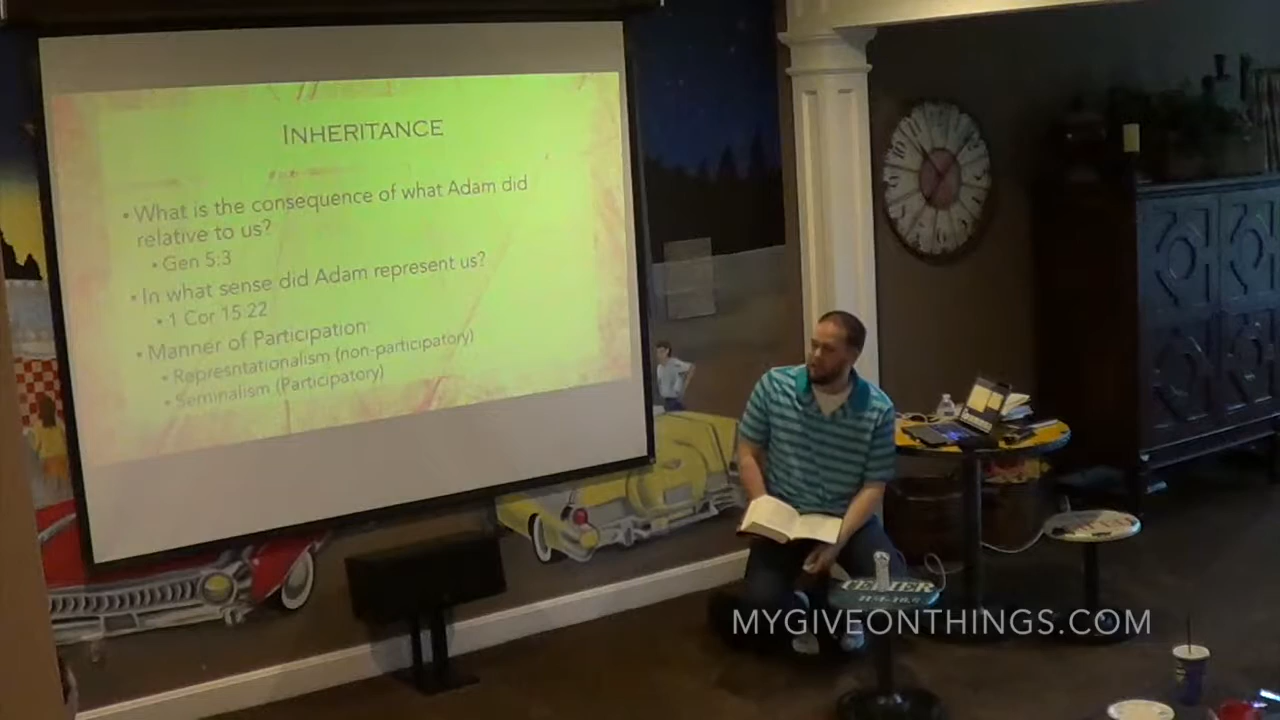 INHERITANCE
• What is the consequence of what Adam did
relative to us?
• Gen 5:3
• In what sense did Adam represent us?
• 1 Cor 15:22
• Manner of Participation
• Represntationalism (non-participatory)
• Seminalism (Participatory)
MYGIVEONTHINGS.COM